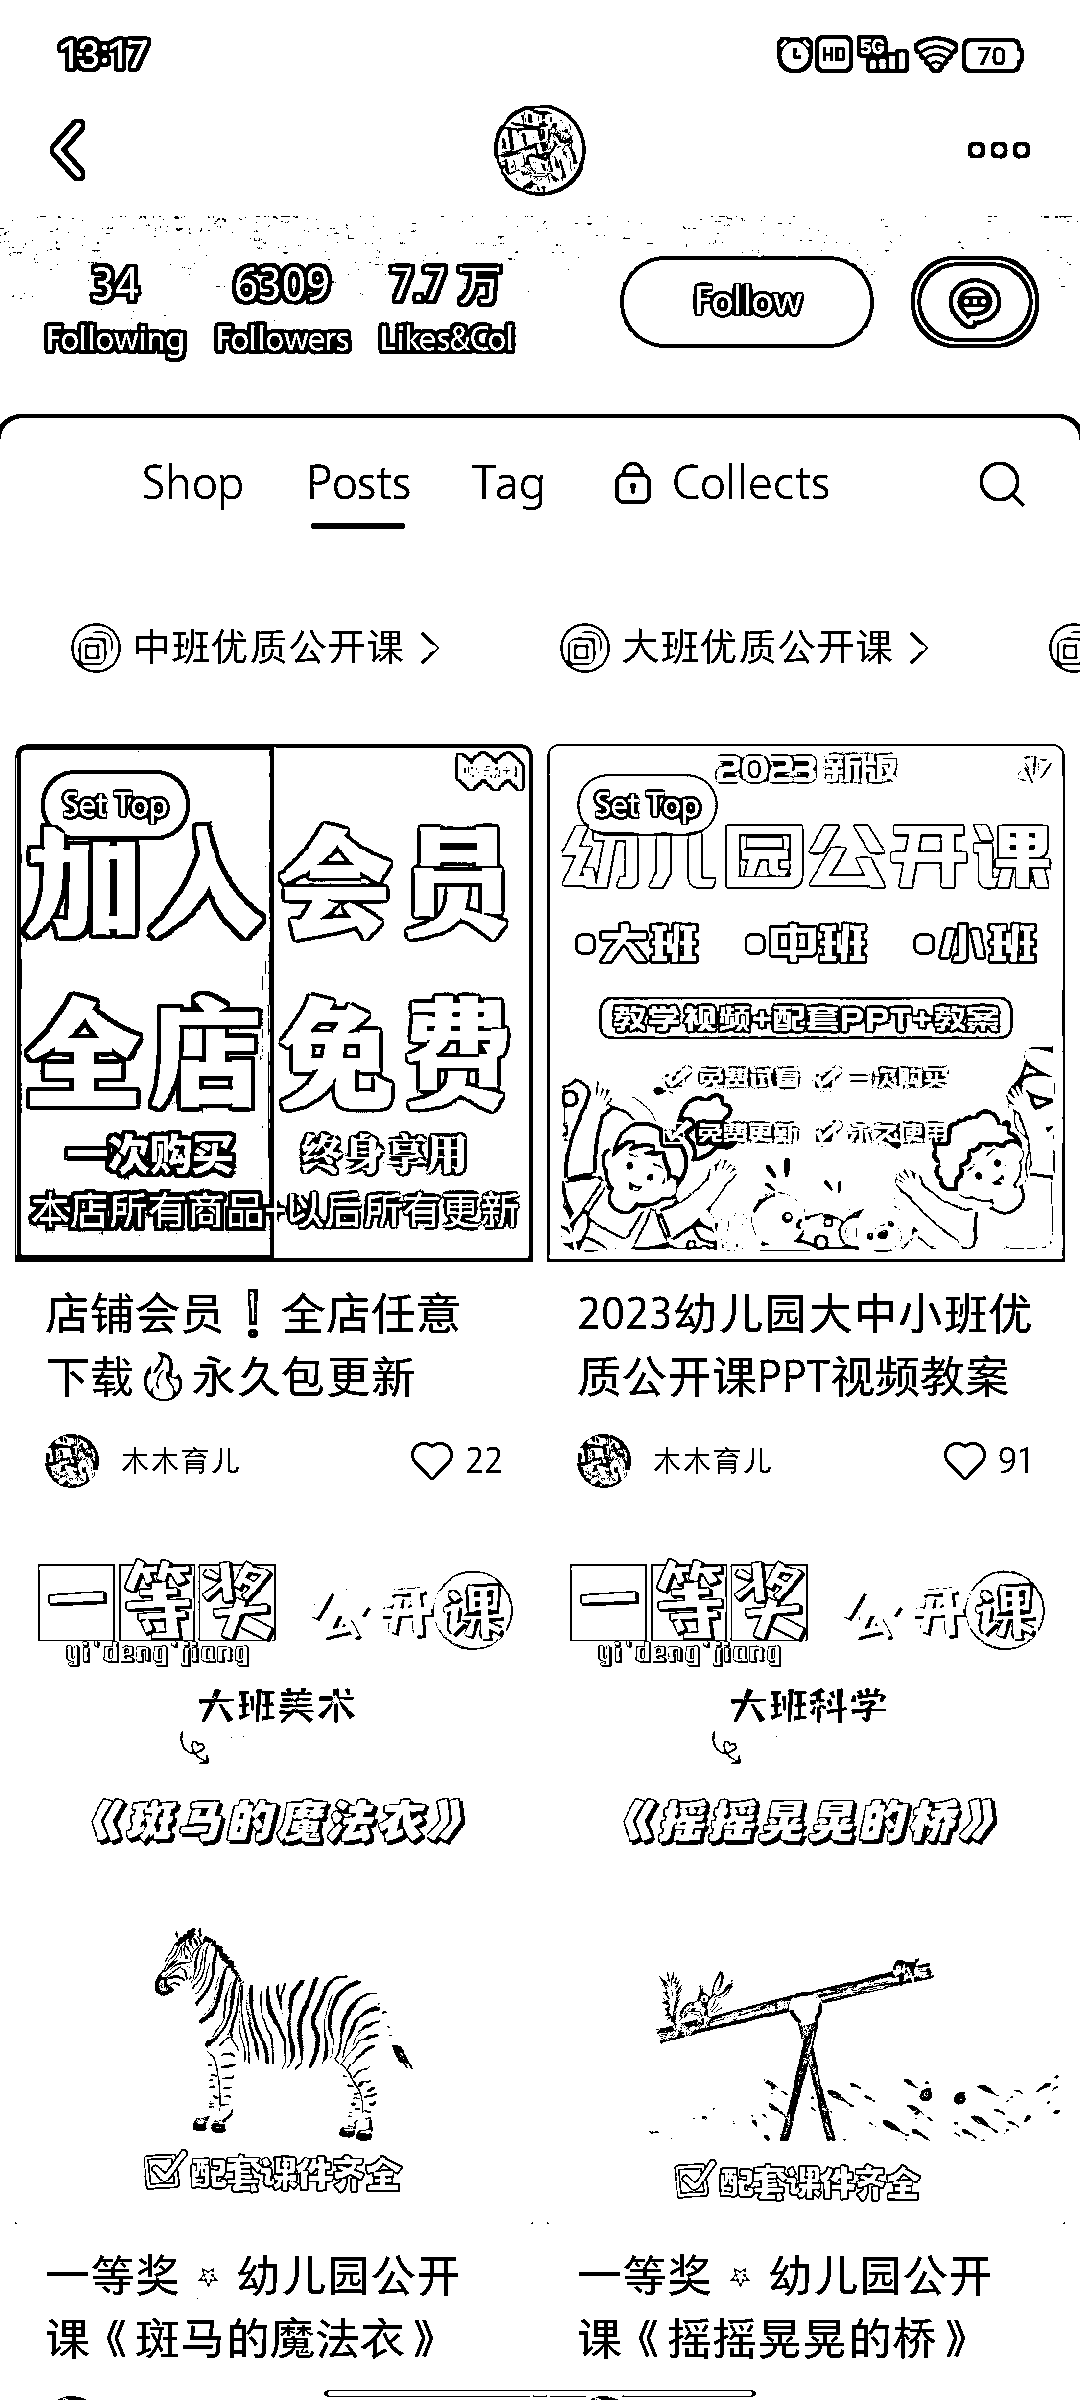 13:17
HD 5G 70
34 6309 7.7万
Following Followers Likes&Col
Follow
Shop Posts Tag Collects
中班优质公开课
大班优质公开课
Set Top
加入会员
全店免费
一次购买 终身享用
本店所有商品+以后所有更新
2023 新版
Set Top
幼儿园公开课
大班 中班 小班
教学视频+配套PPT+教案
免费试看 一次购买
免费更新 永久使用
店铺会员❗全店任意
下载🔥永久包更新
木木育儿 22
2023幼儿园大中小班优
质公开课PPT视频教案
木木育儿 91
一等奖 公开课
yi'deng'jiang
大班美术
《斑马的魔法衣》
配套课件齐全
一等奖 公开课
yi'deng'jiang
大班科学
《摇摇晃晃的桥》
配套课件齐全
一等奖⭐幼儿园公开
课《斑马的魔法衣》
一等奖⭐幼儿园公开
课《摇摇晃晃的桥》